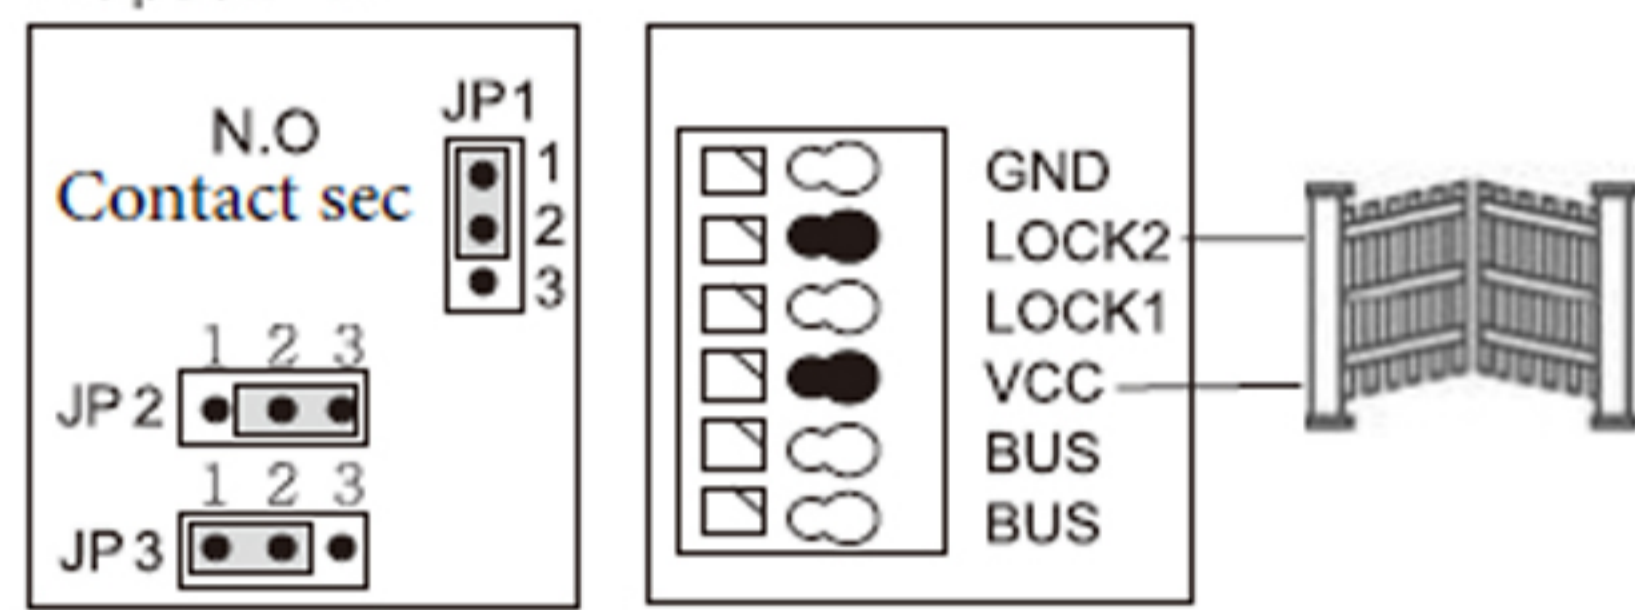 N.O
Contact sec
JP1
1
2
3
1 2 3
JP 2
1 2 3
JP 3
GND
LOCK2
LOCK1
VCC
BUS
BUS